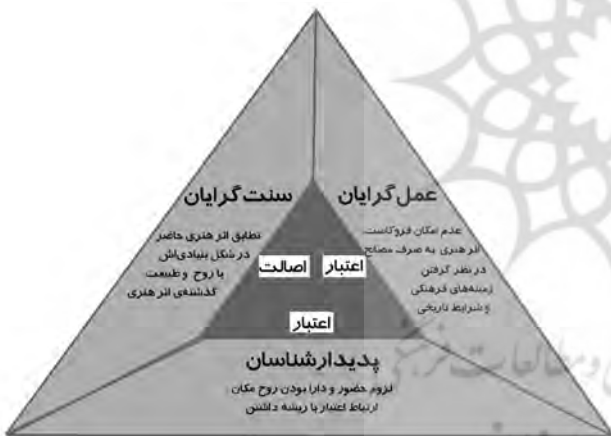 عمل‌گرایان
عدم امکان فروکاست
اثر هنری به صرف مصالح
در نظر گرفتن
زمینه‌های فرهنگی
و شرایط تاریخی
سنت‌گرایان
تطابق اثر هنری حاضر
در شکل بنیادی‌اش
با روح و طبیعت
گذشته‌ی اثر هنری
اعتبار
اصالت
اعتبار
پدیدارشناسان
لزوم حضور و دارا بودن روح مکان
ارتباط اعتبار با ریشه داشتن
و مطالعات فرهنگی